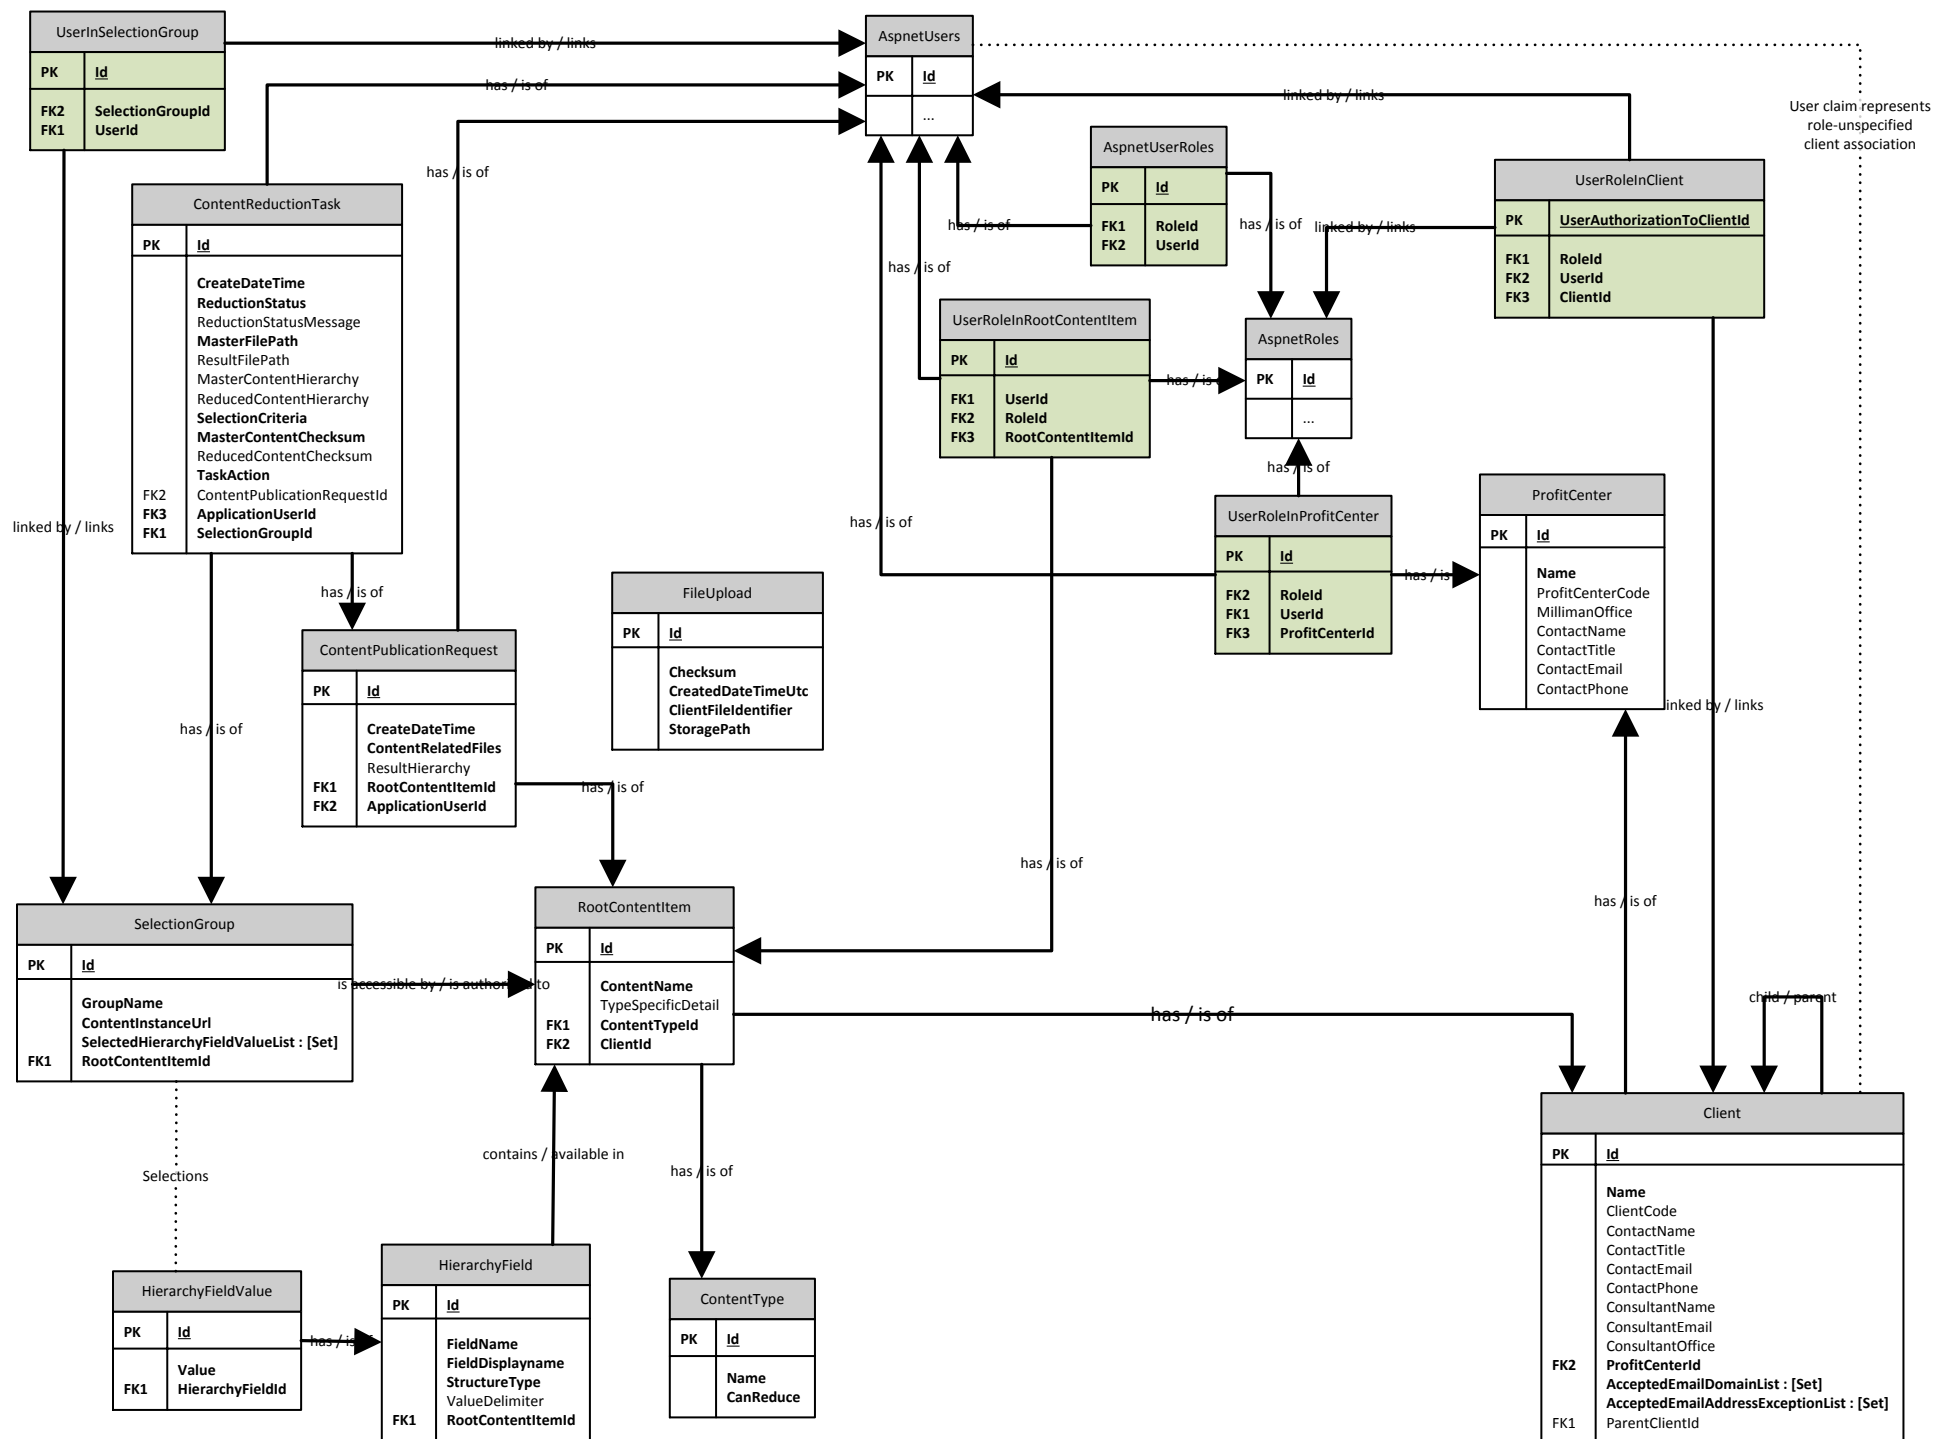 UserInSelectionGroup
PK Id
FK2 SelectionGroupId
FK1 UserId
linked by / links
has / is of
has / is of
AspnetUsers
PK Id
...
linked by / links
User claim represents
role-unspecified
client association
AspnetUserRoles
PK Id
FK1 RoleId
FK2 UserId
has / is of
has / is of
has / is of
linked by / links
UserRoleInClient
PK UserAuthorizationToClientId
FK1 RoleId
FK2 UserId
FK3 ClientId
ContentReductionTask
PK Id
CreateDateTime
ReductionStatus
ReductionStatusMessage
MasterFilePath
ResultFilePath
MasterContentHierarchy
ReducedContentHierarchy
SelectionCriteria
MasterContentChecksum
ReducedContentChecksum
TaskAction
FK2 ContentPublicationRequestId
FK3 ApplicationUserId
FK1 SelectionGroupId
UserRoleInRootContentItem
PK Id
FK1 UserId
FK2 RoleId
FK3 RootContentItemId
has / is
AspnetRoles
PK Id
...
has / is of
linked by / links
has / is of
UserRoleInProfitCenter
PK Id
FK2 RoleId
FK1 UserId
FK3 ProfitCenterId
has / is
ProfitCenter
PK Id
Name
ProfitCenterCode
MillimanOffice
ContactName
ContactTitle
ContactEmail
ContactPhone
inked by / links
has / is of
FileUpload
PK Id
Checksum
CreatedDateTimeUtc
ClientFileIdentifier
StoragePath
ContentPublicationRequest
PK Id
CreateDateTime
ContentRelatedFiles
ResultHierarchy
FK1 RootContentItemId
FK2 ApplicationUserId
has / is of
has / is of
has / is of
has / is of
SelectionGroup
PK Id
GroupName
ContentInstanceUrl
SelectedHierarchyFieldValueList : [Set]
FK1 RootContentItemId
is accessible by / is authorized to
RootContentItem
PK Id
ContentName
TypeSpecificDetail
FK1 ContentTypeId
FK2 ClientId
has / is of
child / parent
Selections
contains / available in
has / is of
HierarchyFieldValue
PK Id
Value
FK1 HierarchyFieldId
has / is of
HierarchyField
PK Id
FieldName
FieldDisplayname
StructureType
ValueDelimiter
FK1 RootContentItemId
ContentType
PK Id
Name
CanReduce
Client
PK Id
Name
ClientCode
ContactName
ContactTitle
ContactEmail
ContactPhone
ConsultantName
ConsultantEmail
ConsultantOffice
FK2 ProfitCenterId
AcceptedEmailDomainList : [Set]
AcceptedEmailAddressExceptionList : [Set]
FK1 ParentClientId